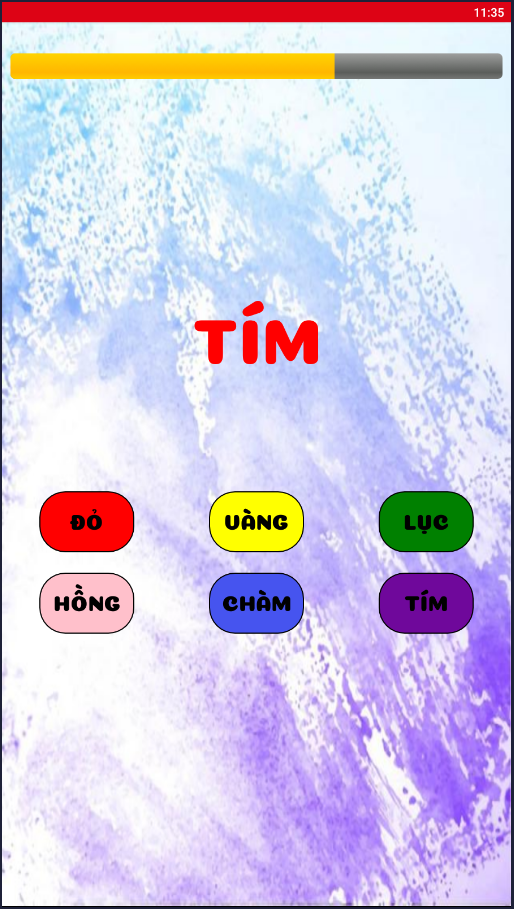 11:35
TÍM
ĐỎ VÀNG LỤC
HỒNG CHÀM TÍM